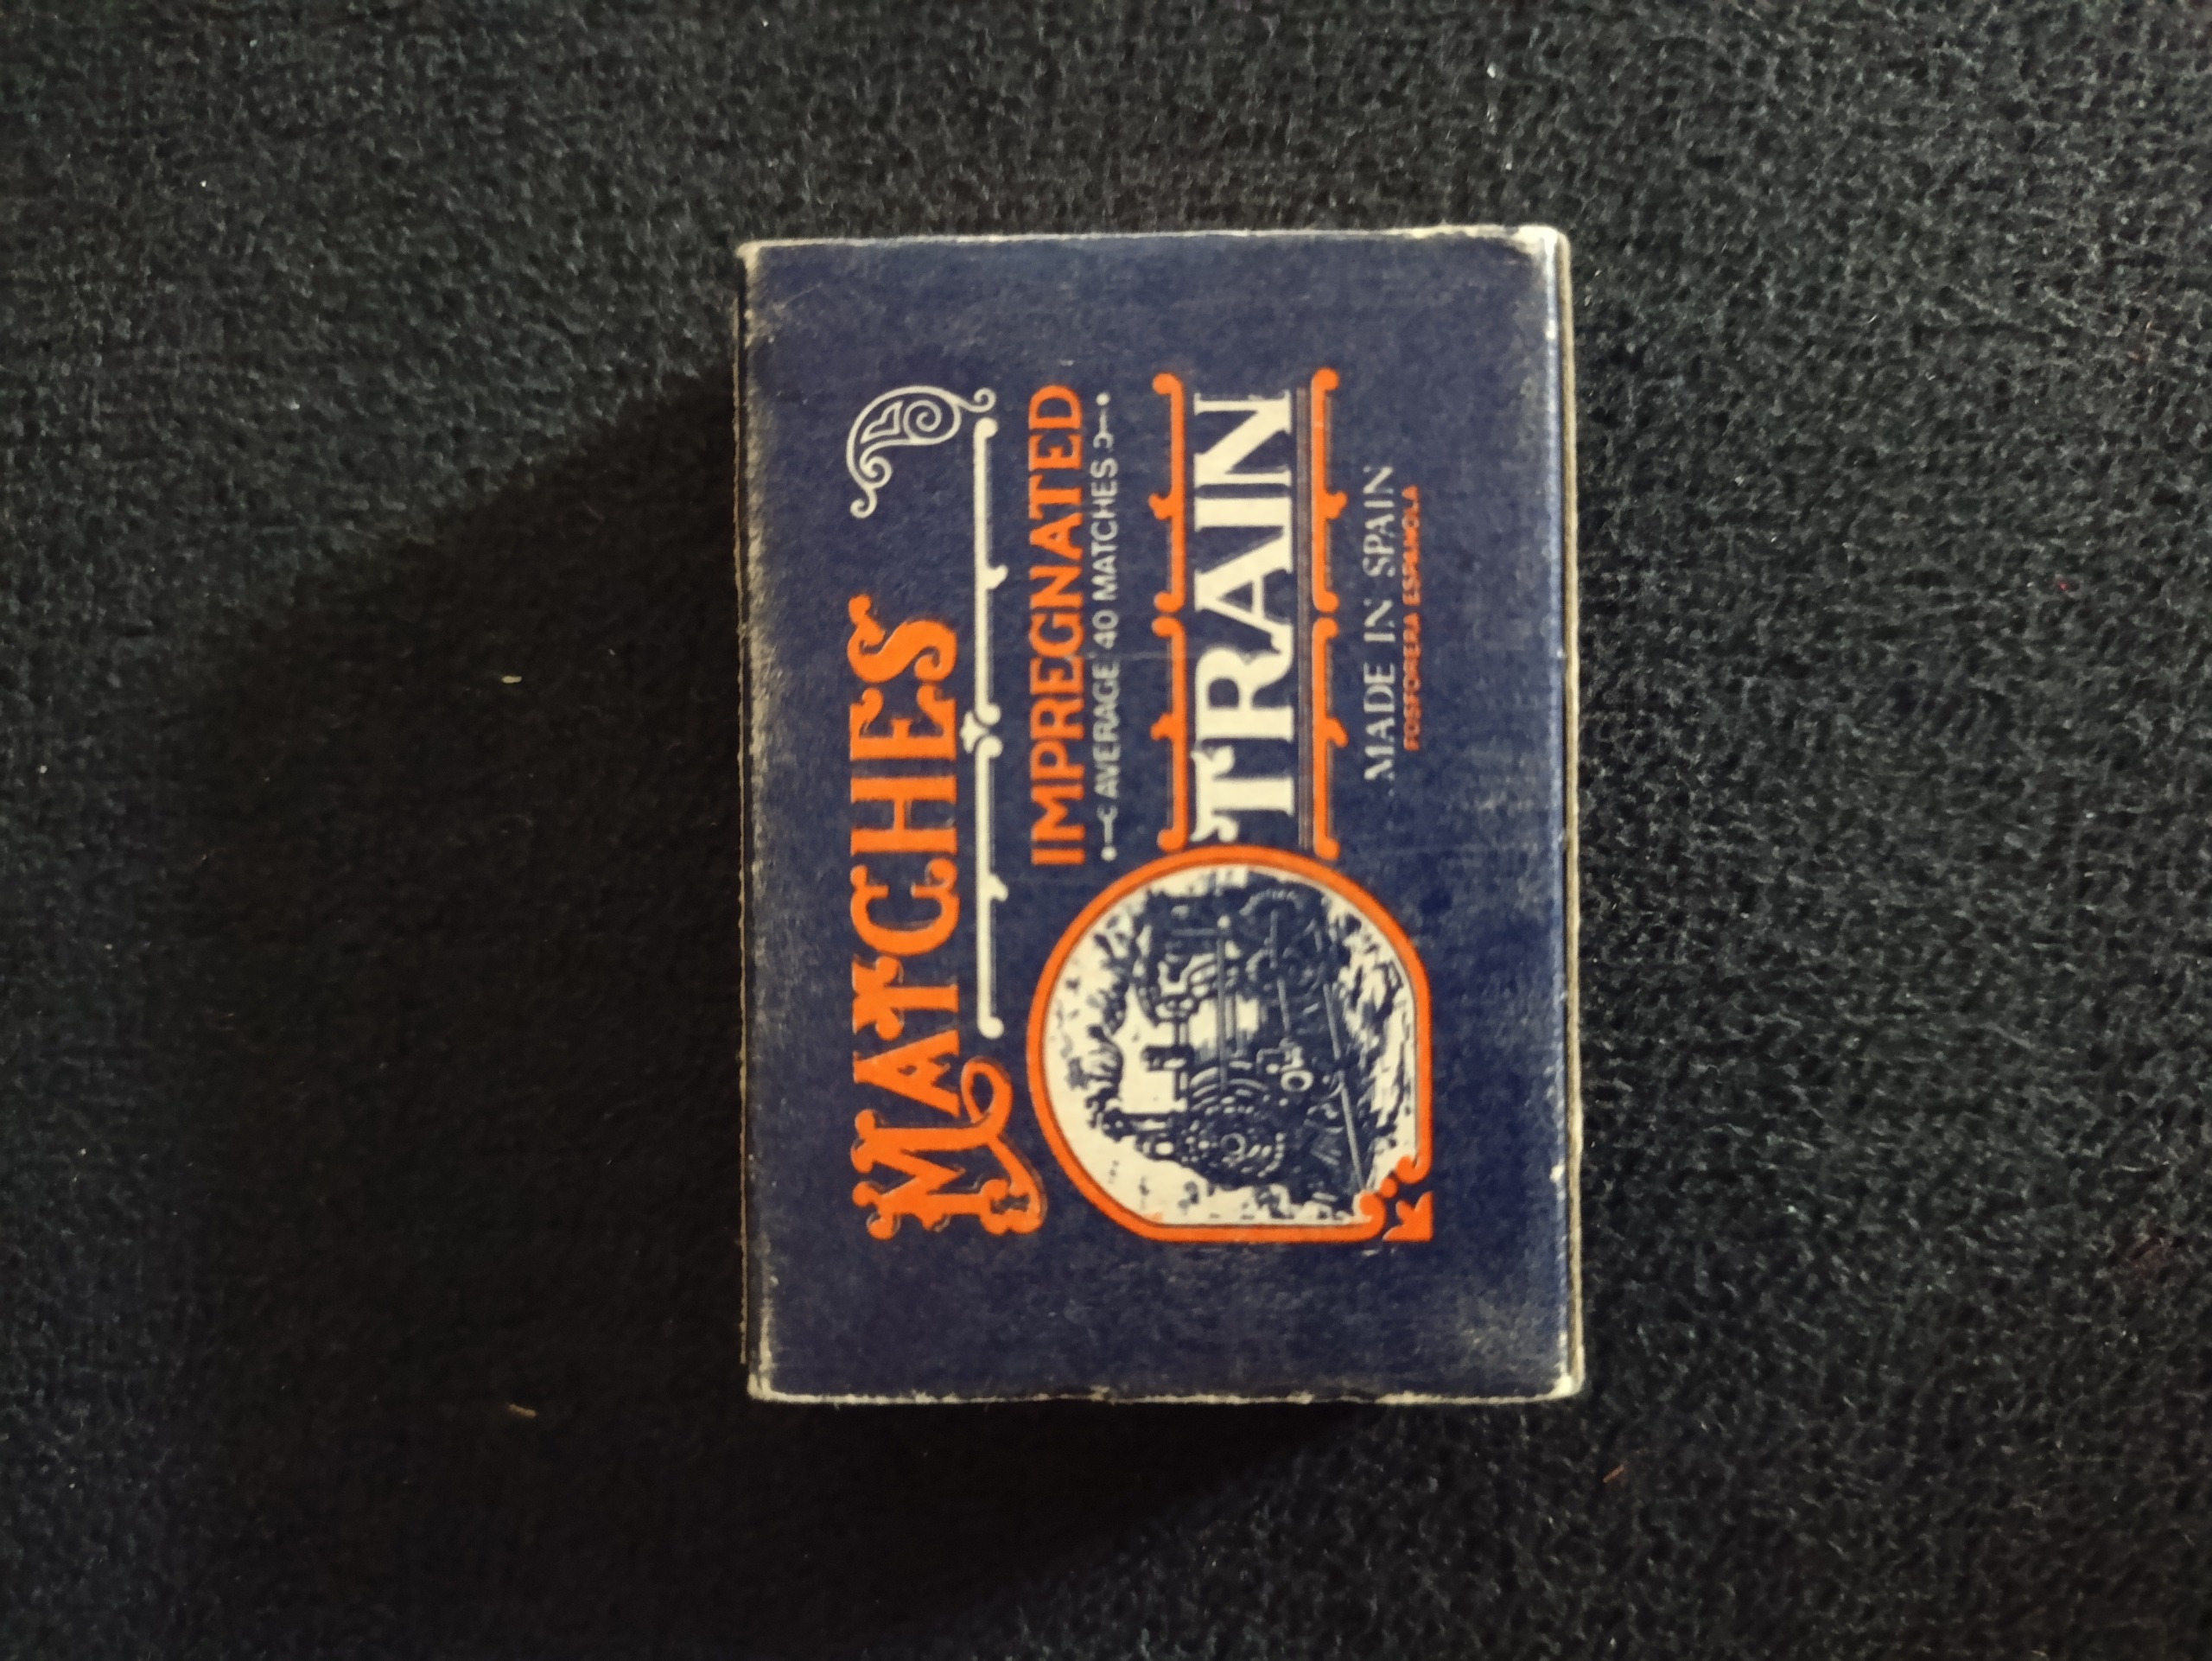 MATCHES
IMPREGNATED
AVERAGE 40 MATCHES
TRAIN
MADE IN SPAIN
FOSFORERA ESPAÑOLA